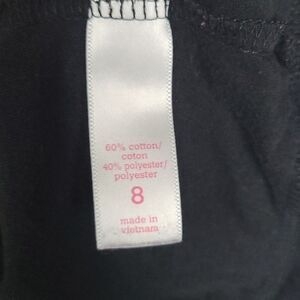 60% cotton/
coton
40% polyester/
polyester
8
made in
vietnam